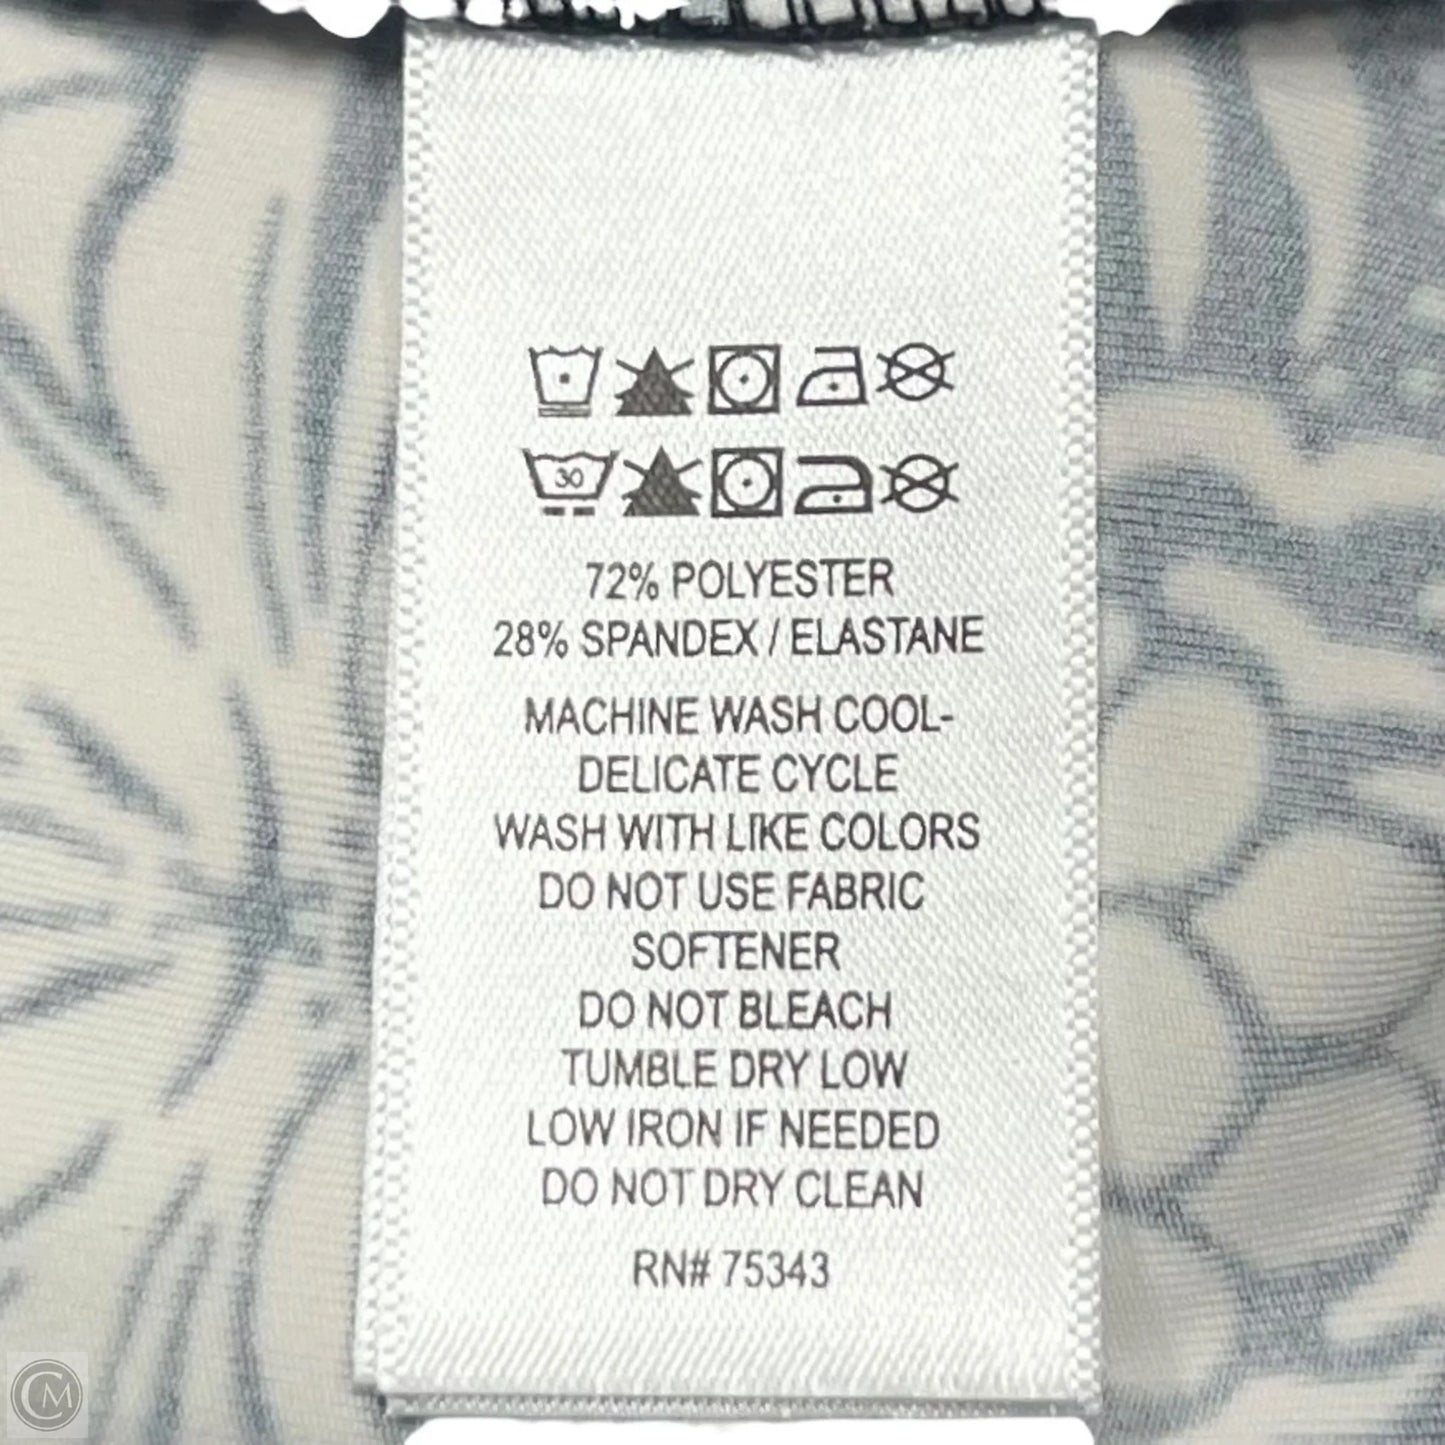 30
72% POLYESTER
28% SPANDEX / ELASTANE
MACHINE WASH COOL-
DELICATE CYCLE
WASH WITH LIKE COLORS
DO NOT USE FABRIC
SOFTENER
DO NOT BLEACH
TUMBLE DRY LOW
LOW IRON IF NEEDED
DO NOT DRY CLEAN
RN# 75343
CM